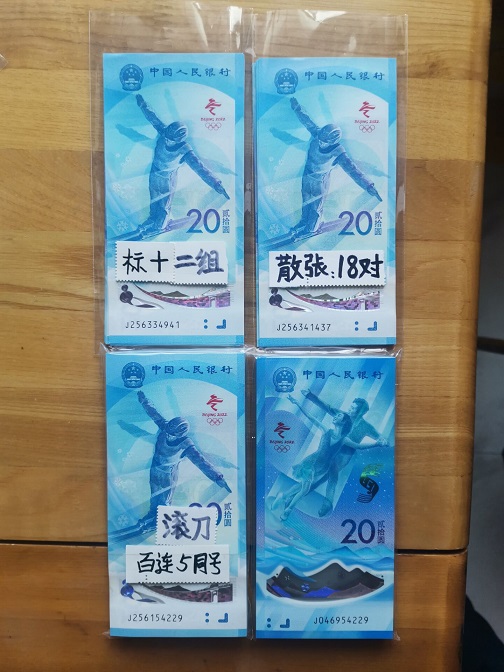 中国人民银行
BEIJING 2022
20
贰拾圆
标十二组
J256334941
中国人民银行
BEIJING 2022
20
贰拾圆
散张:18对
J256341437
中国人民银行
BEIJING 2022
20
贰拾圆
滚刀
百连5月号
J256154229
中国人民银行
BEIJING 2022
20
贰拾圆
J046954229